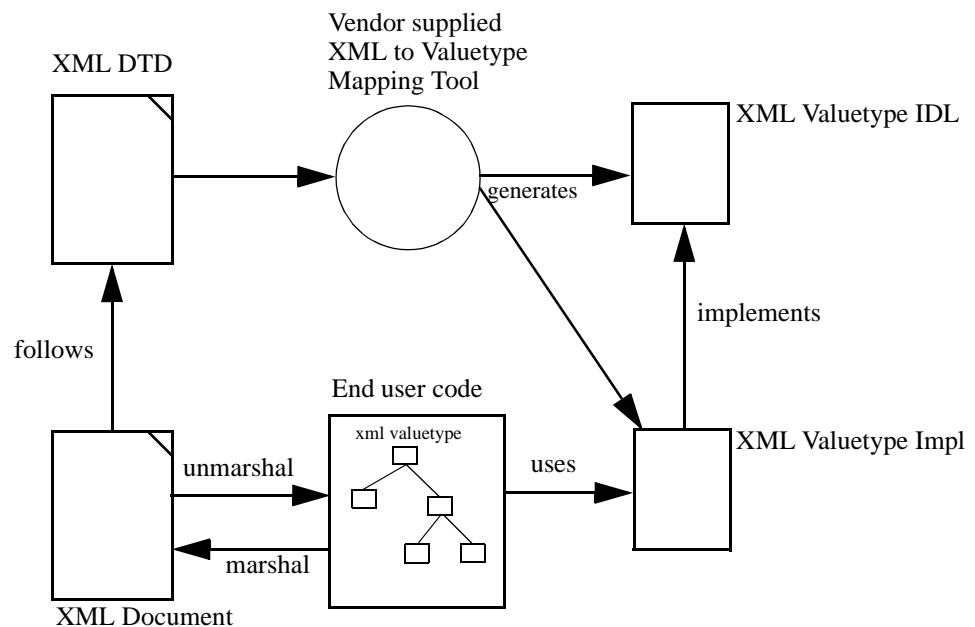 Vendor supplied
XML to Valuetype
Mapping Tool
XML DTD
XML Valuetype IDL
generates
implements
follows
End user code
xml valuetype
XML Valuetype Impl
unmarshal
uses
marshal
XML Document